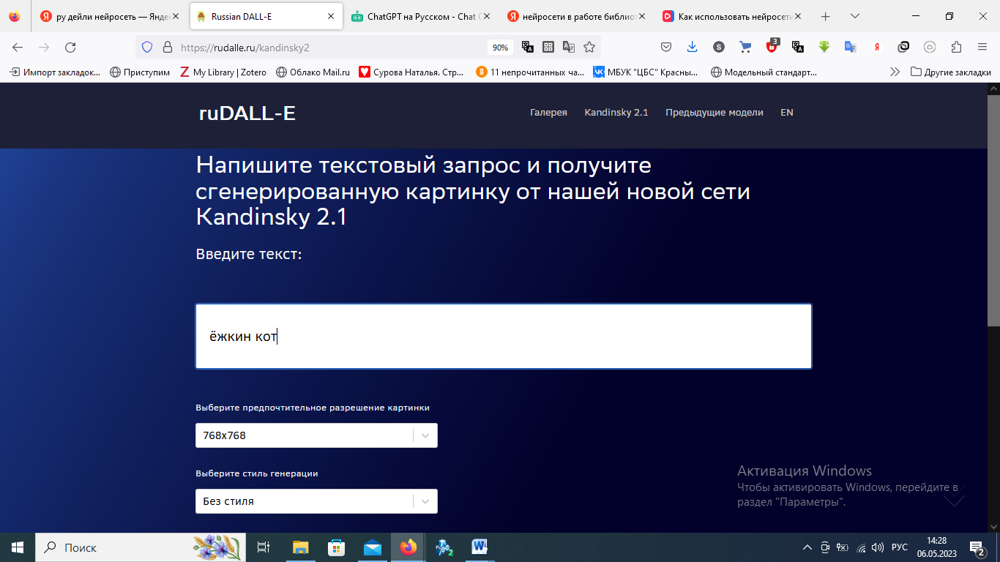 ру дейли нейросеть — Яндек
Russian DALL-E
ChatGPT на Русском - Chat G
нейросети в работе библиот
Как использовать нейросети
https://rudalle.ru/kandinsky2
90%
3
Импорт закладок...
Приступим
My Library | Zotero
Облако Mail.ru
Сурова Наталья. Стр...
11 непрочитанных ча...
МБУК "ЦБС" Красны...
Модельный стандарт...
Другие закладки
ruDALL-E
Галерея
Kandinsky 2.1
Предыдущие модели
EN
Напишите текстовый запрос и получите
сгенерированную картинку от нашей новой сети
Kandinsky 2.1
Введите текст:
ёжкин кот
Выберите предпочтительное разрешение картинки
768x768
Выберите стиль генерации
Без стиля
Активация Windows
Чтобы активировать Windows, перейдите в
раздел "Параметры".
Поиск
РУС
14:28
06.05.2023
2